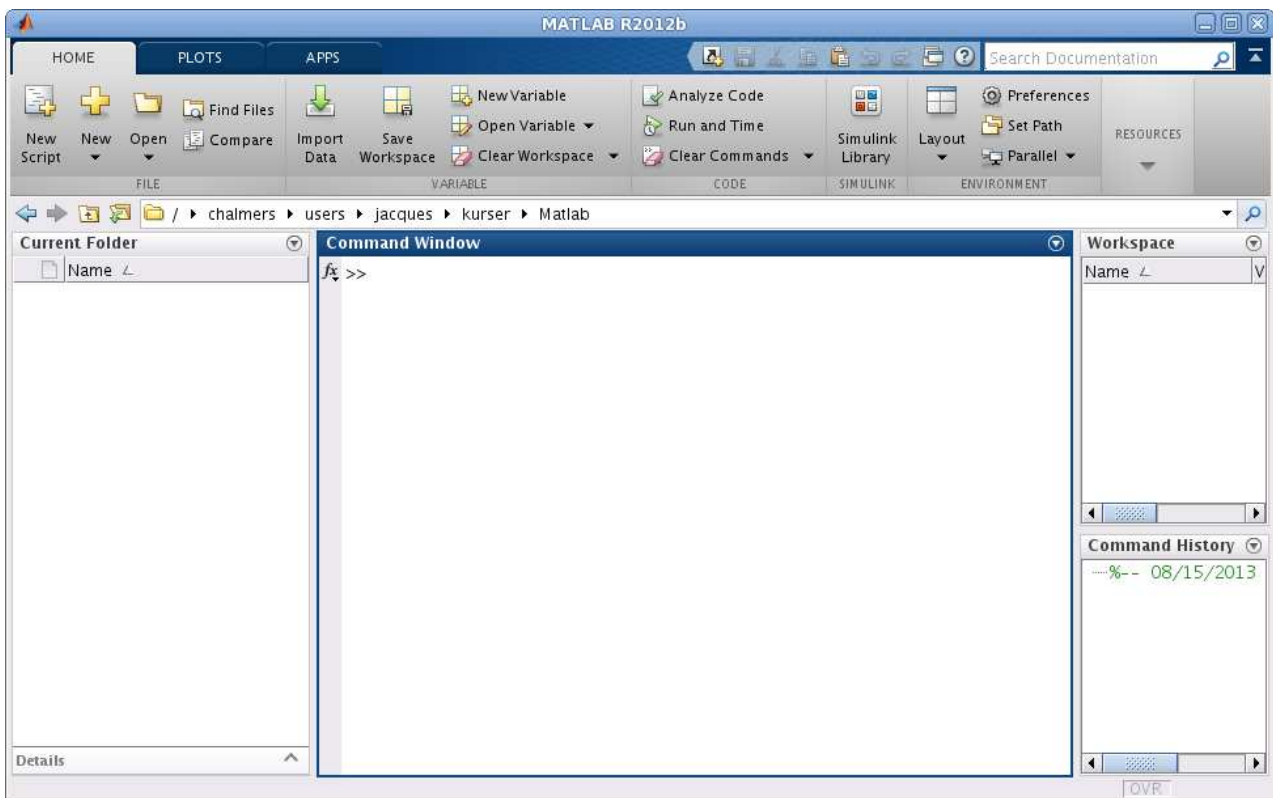 MATLAB R2012b
HOME PLOTS APPS Search Documentation
New Script New Open Find Files Compare
Import Data Save Workspace New Variable Open Variable Clear Workspace
Analyze Code Run and Time Clear Commands
Simulink Library Layout Preferences Set Path Parallel
RESOURCES
FILE VARIABLE CODE SIMULINK ENVIRONMENT
/ chalmers users jacques kurser Matlab
Current Folder
Name
Command Window
fx >>
Workspace
Name V
Command History
%-- 08/15/2013
Details
OVR